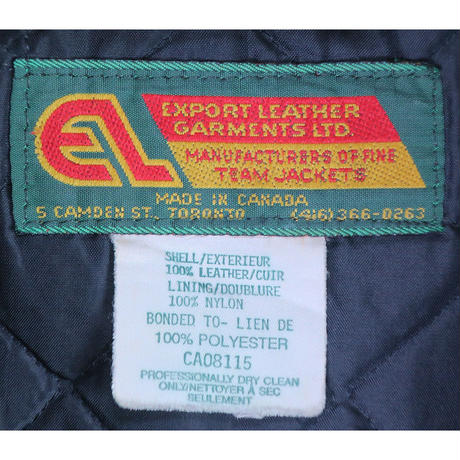 EL
EXPORT LEATHER
GARMENTS LTD.
MANUFACTURERS OF FINE
TEAM JACKETS
MADE IN CANADA
5 CAMDEN ST., TORONTO. (416) 366-0263
SHELL/EXTERIEUR
100% LEATHER/CUIR
LINING/DOUBLURE
100% NYLON
BONDED TO- LIEN DE
100% POLYESTER
CA08115
PROFESSIONALLY DRY CLEAN
ONLY/NETTOYER À SEC
SEULEMENT